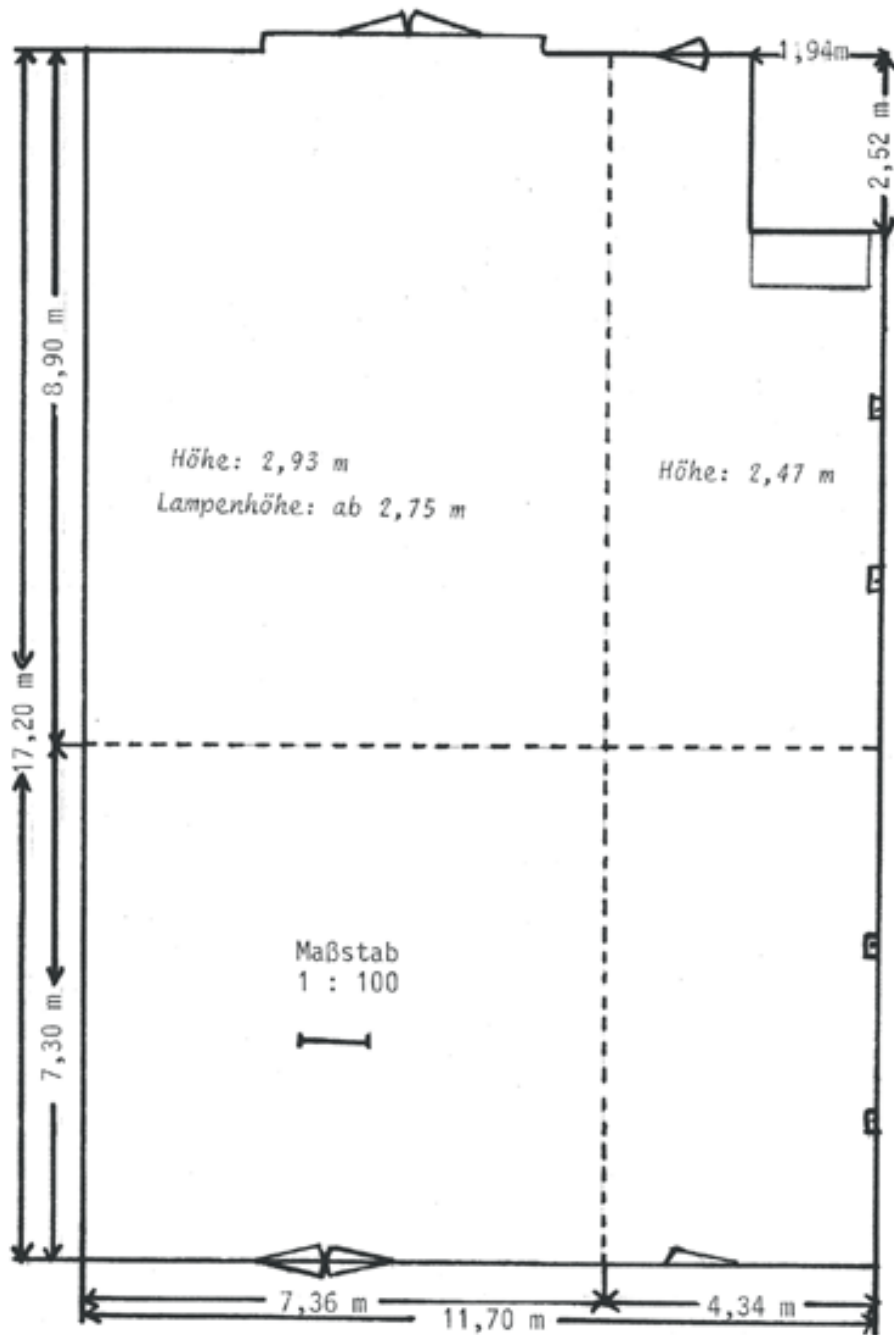 1,94m
2,52 m
8,90 m
Höhe: 2,93 m
Lampenhöhe: ab 2,75 m
Höhe: 2,47 m
17,20 m
Maßstab
1 : 100
7,30 m
7,36 m
4,34 m
11,70 m